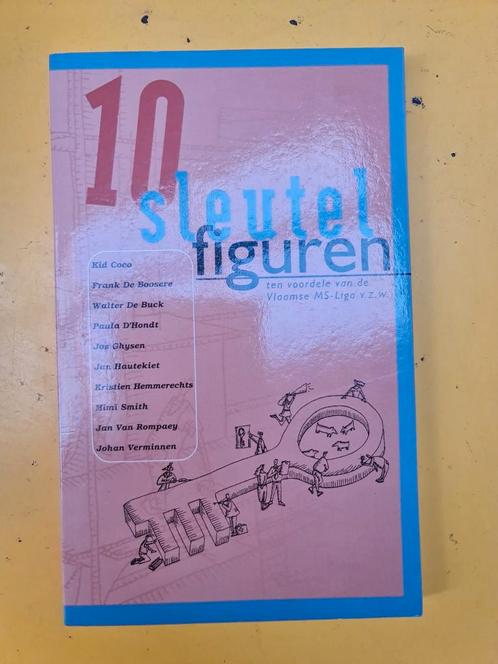 10
sleutel
figuren
ten voordele van de
Vlaamse MS-Liga v.z.w.
Kid Coco
Frank De Boosere
Walter De Buck
Paula D'Hondt
Jos Ghysen
Jan Hautekiet
Kristien Hemmerechts
Mimi Smith
Jan Van Rompaey
Johan Verminnen